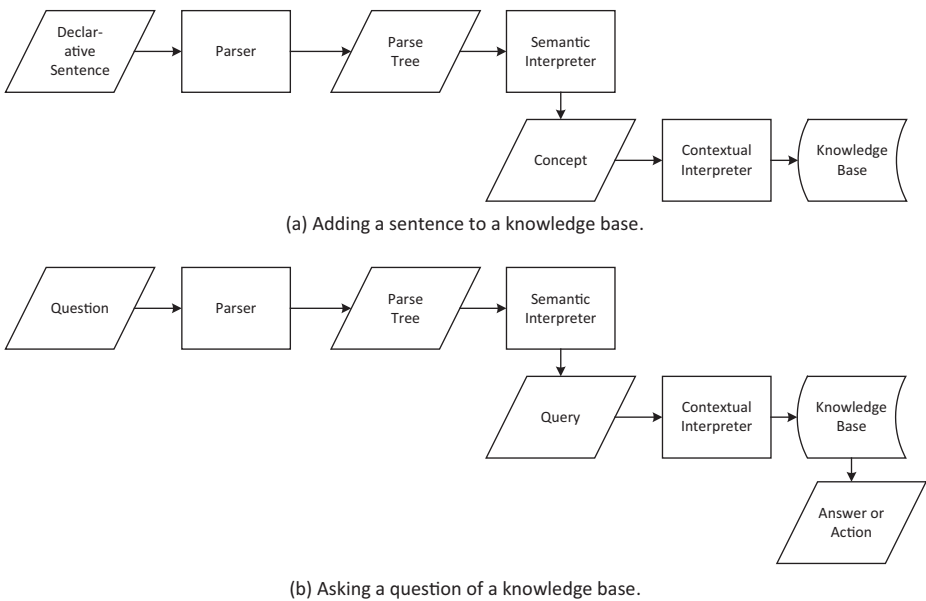 Declar-
ative
Sentence
Parser
Parse
Tree
Semantic
Interpreter
Concept
Contextual
Interpreter
Knowledge
Base
(a) Adding a sentence to a knowledge base.
Question
Parser
Parse
Tree
Semantic
Interpreter
Query
Contextual
Interpreter
Knowledge
Base
Answer or
Action
(b) Asking a question of a knowledge base.